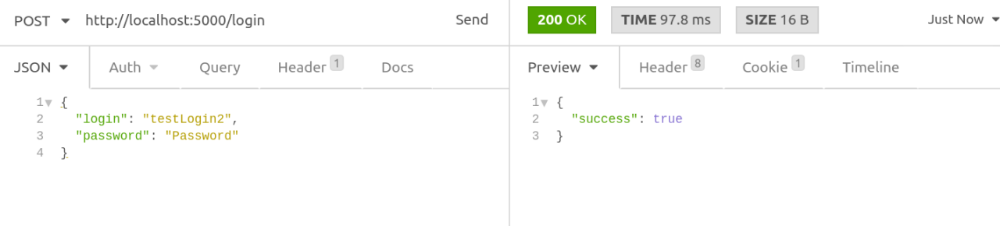 POST http://localhost:5000/login Send
200 OK TIME 97.8 ms SIZE 16 B Just Now
JSON Auth Query Header 1 Docs
Preview Header 8 Cookie 1 Timeline
1 {
2 "login": "testLogin2",
3 "password": "Password"
4 }
1 {
2 "success": true
3 }